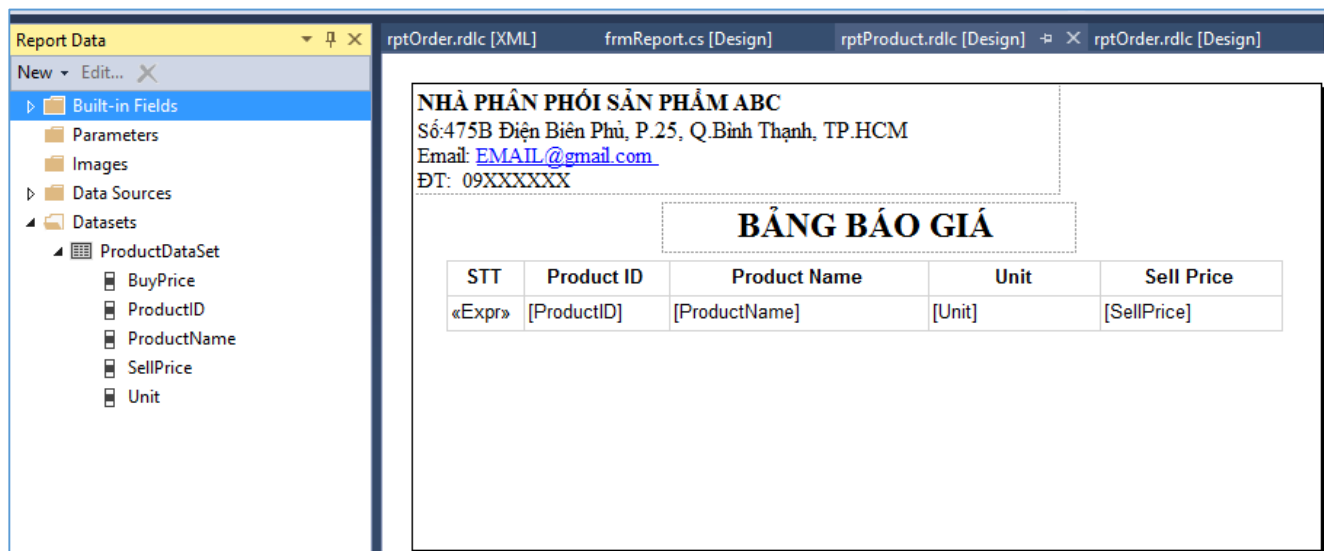 Report Data
rptOrder.rdlc [XML] frmReport.cs [Design] rptProduct.rdlc [Design] rptOrder.rdlc [Design]
New Edit...
Built-in Fields
Parameters
Images
Data Sources
Datasets
ProductDataSet
BuyPrice
ProductID
ProductName
SellPrice
Unit
NHÀ PHÂN PHỐI SẢN PHẨM ABC
Số:475B Điện Biên Phủ, P.25, Q.Bình Thạnh, TP.HCM
Email: EMAIL@gmail.com
ĐT: 09XXXXXX
BẢNG BÁO GIÁ
STT Product ID Product Name Unit Sell Price
«Expr» [ProductID] [ProductName] [Unit] [SellPrice]